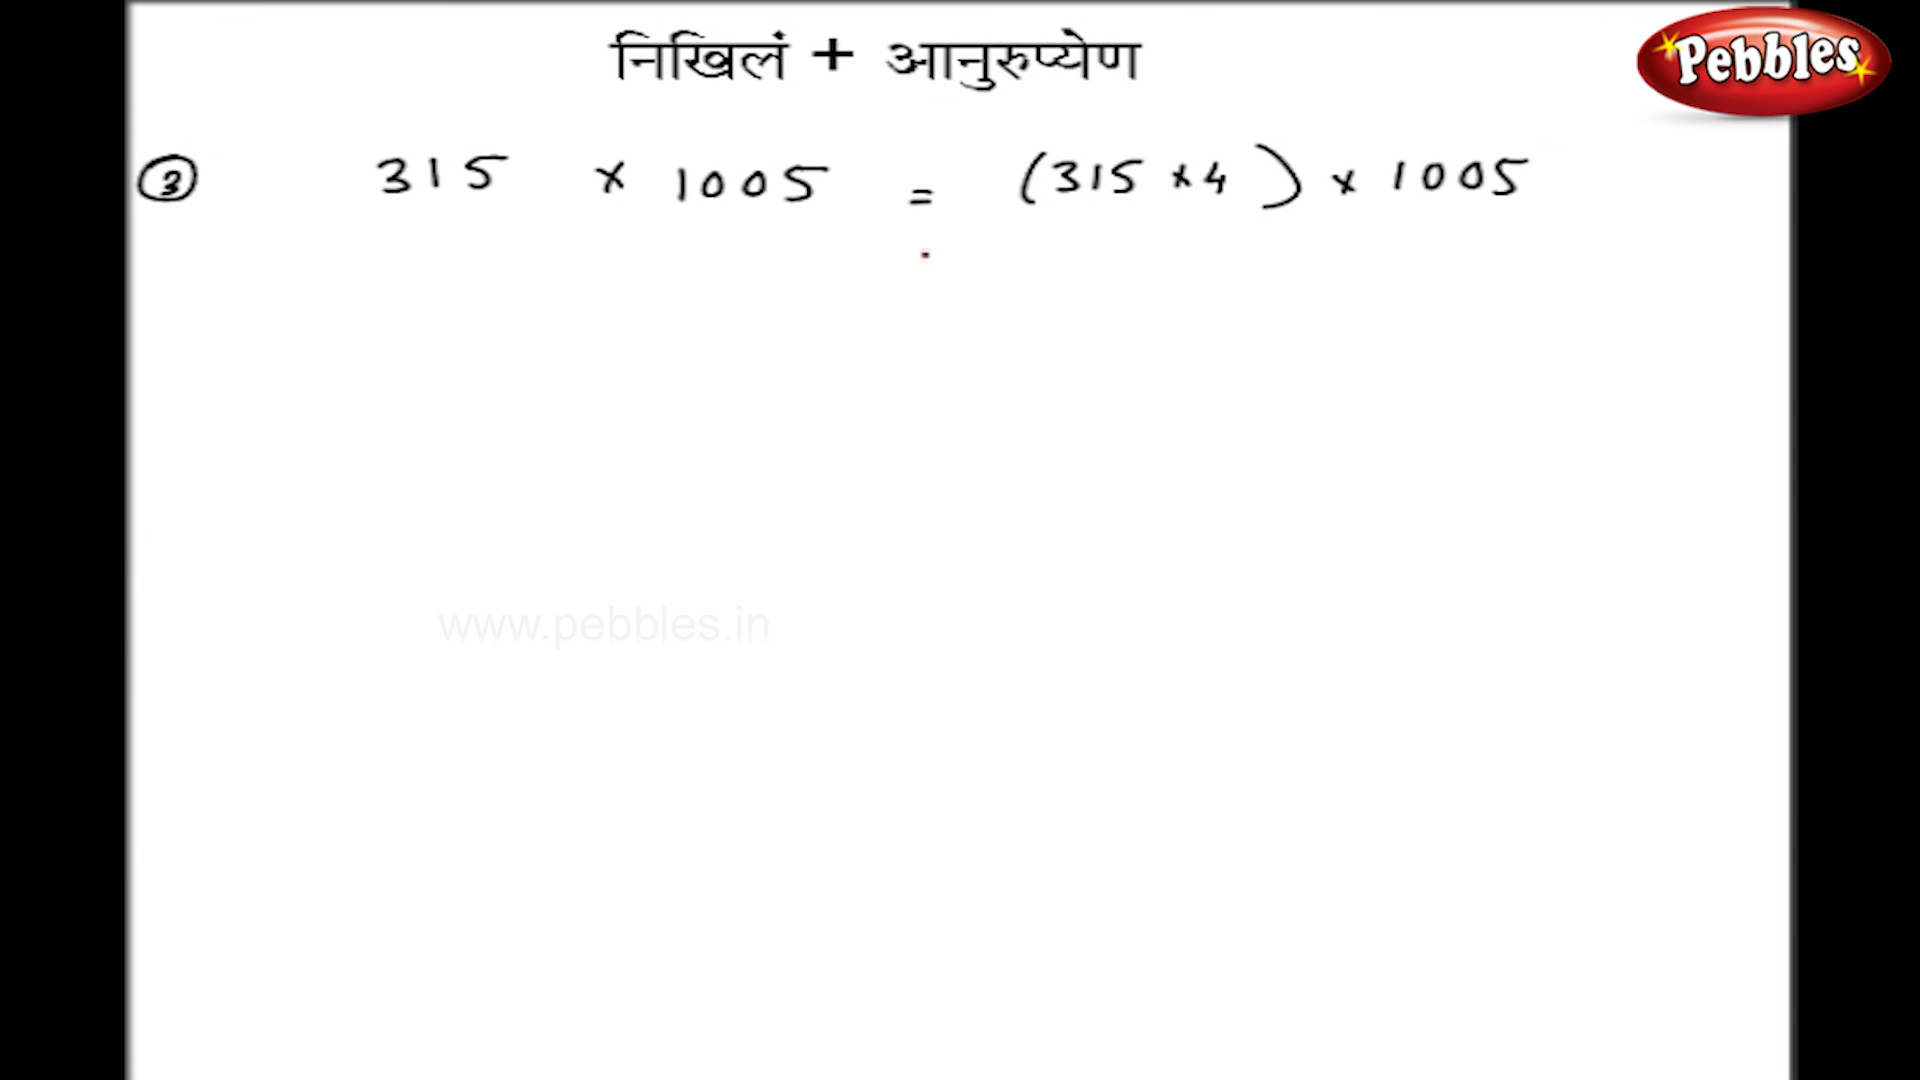 निखिलं + आनुरुप्येण
Pebbles
③ 315 × 1005 = (315 × 4) × 1005
www.pebbles.in